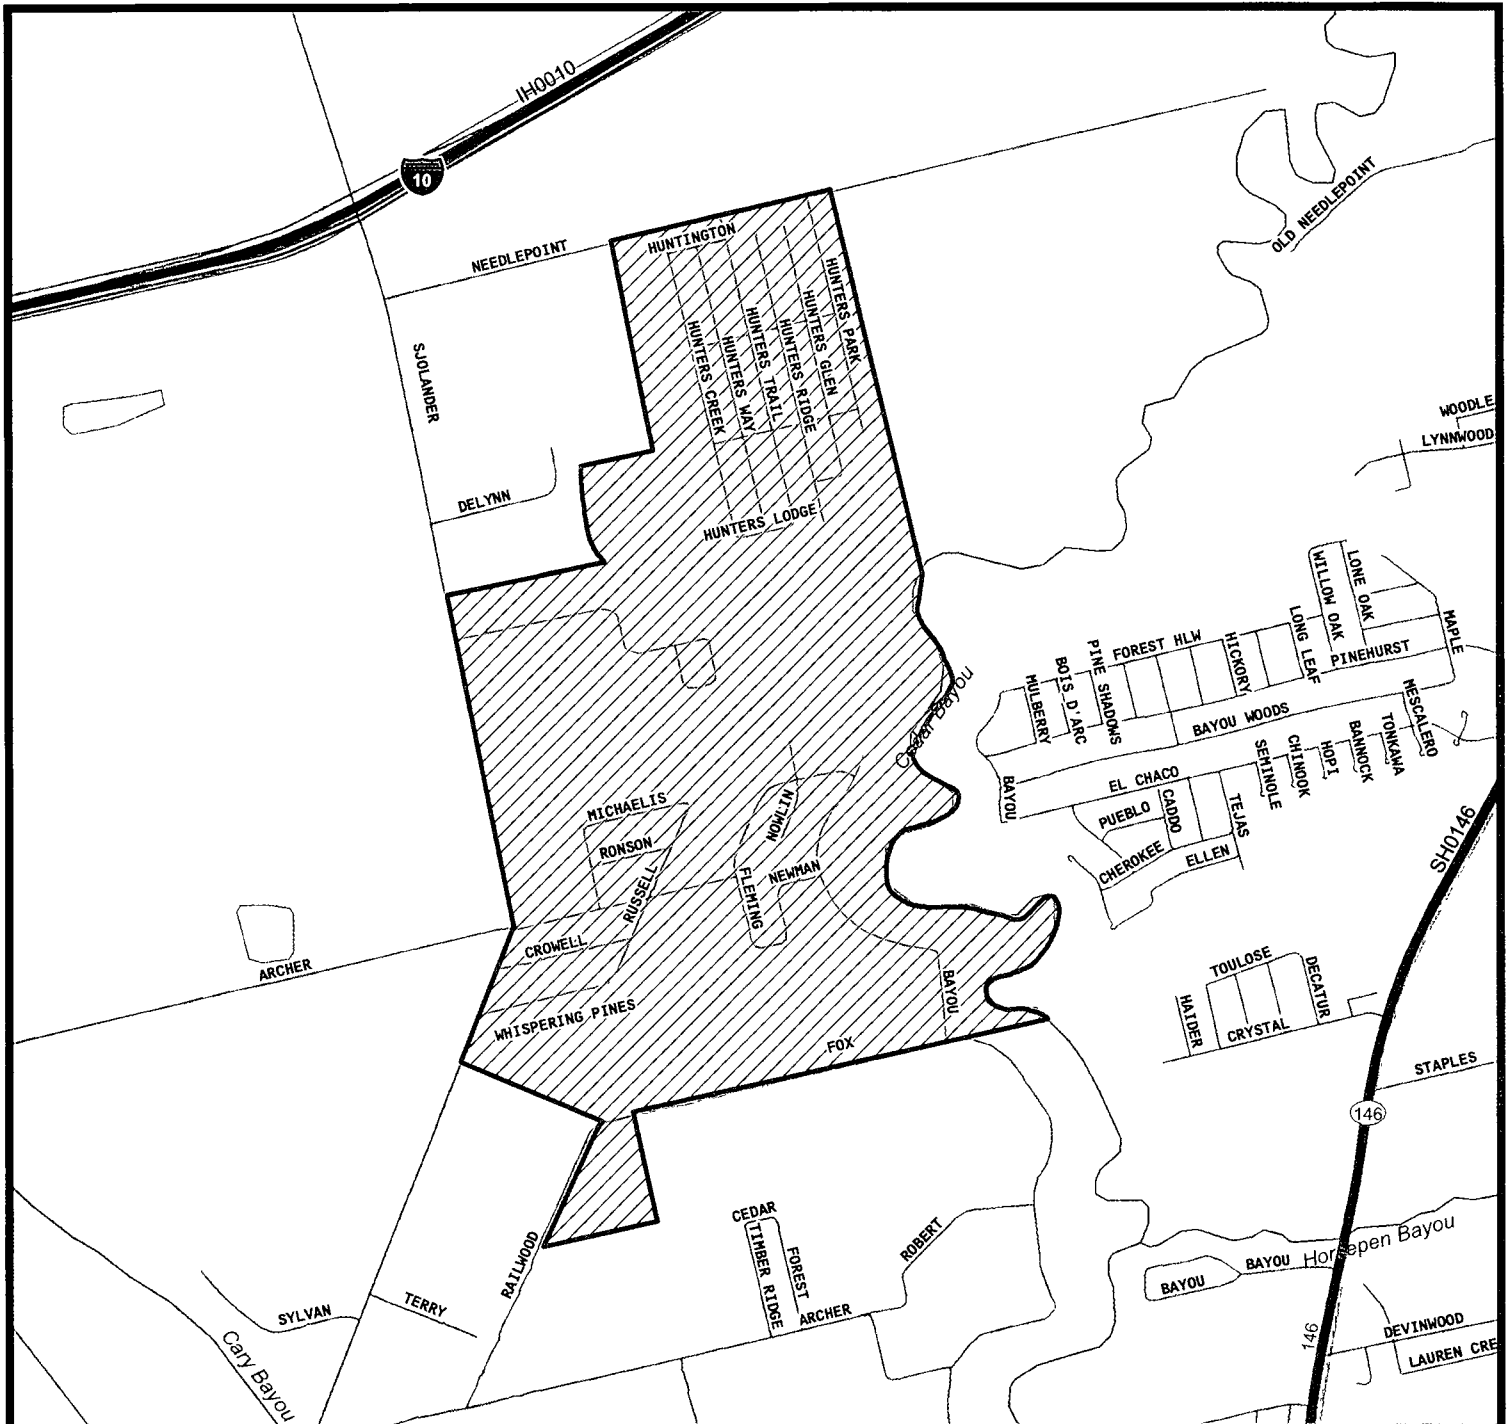 IH0010
10
OLD NEEDLEPOINT
NEEDLEPOINT
HUNTINGTON
HUNTERS PARK
HUNTERS GLEN
HUNTERS RIDGE
HUNTERS TRAIL
HUNTERS WAY
HUNTERS CREEK
SJOLANDER
WOODLE
LYNNWOOD
DELYNN
HUNTERS LODGE
LONE OAK
WILLOW OAK
LONG LEAF
MAPLE
FOREST HLW
HICKORY
PINEHURST
PINE SHADOWS
BOIS D'ARC
MULBERRY
Cedar Bayou
BAYOU WOODS
MESCALERO
TONKAWA
BANNOCK
HOPI
CHINOOK
SEMINOLE
EL CHACO
BAYOU
PUEBLO
CADDO
TEJAS
CHEROKEE
ELLEN
SH0146
MICHAELIS
RONSON
RUSSELL
NOWLIN
NEWMAN
FLEMING
CROWELL
ARCHER
WHISPERING PINES
BAYOU
FOX
TOULOSE
DECATUR
HAIDER
CRYSTAL
STAPLES
146
CEDAR
TIMBER RIDGE
FOREST
ROBERT
ARCHER
RAILWOOD
TERRY
SYLVAN
Cary Bayou
Horsepen Bayou
BAYOU
BAYOU
146
DEVINWOOD
LAUREN CRE